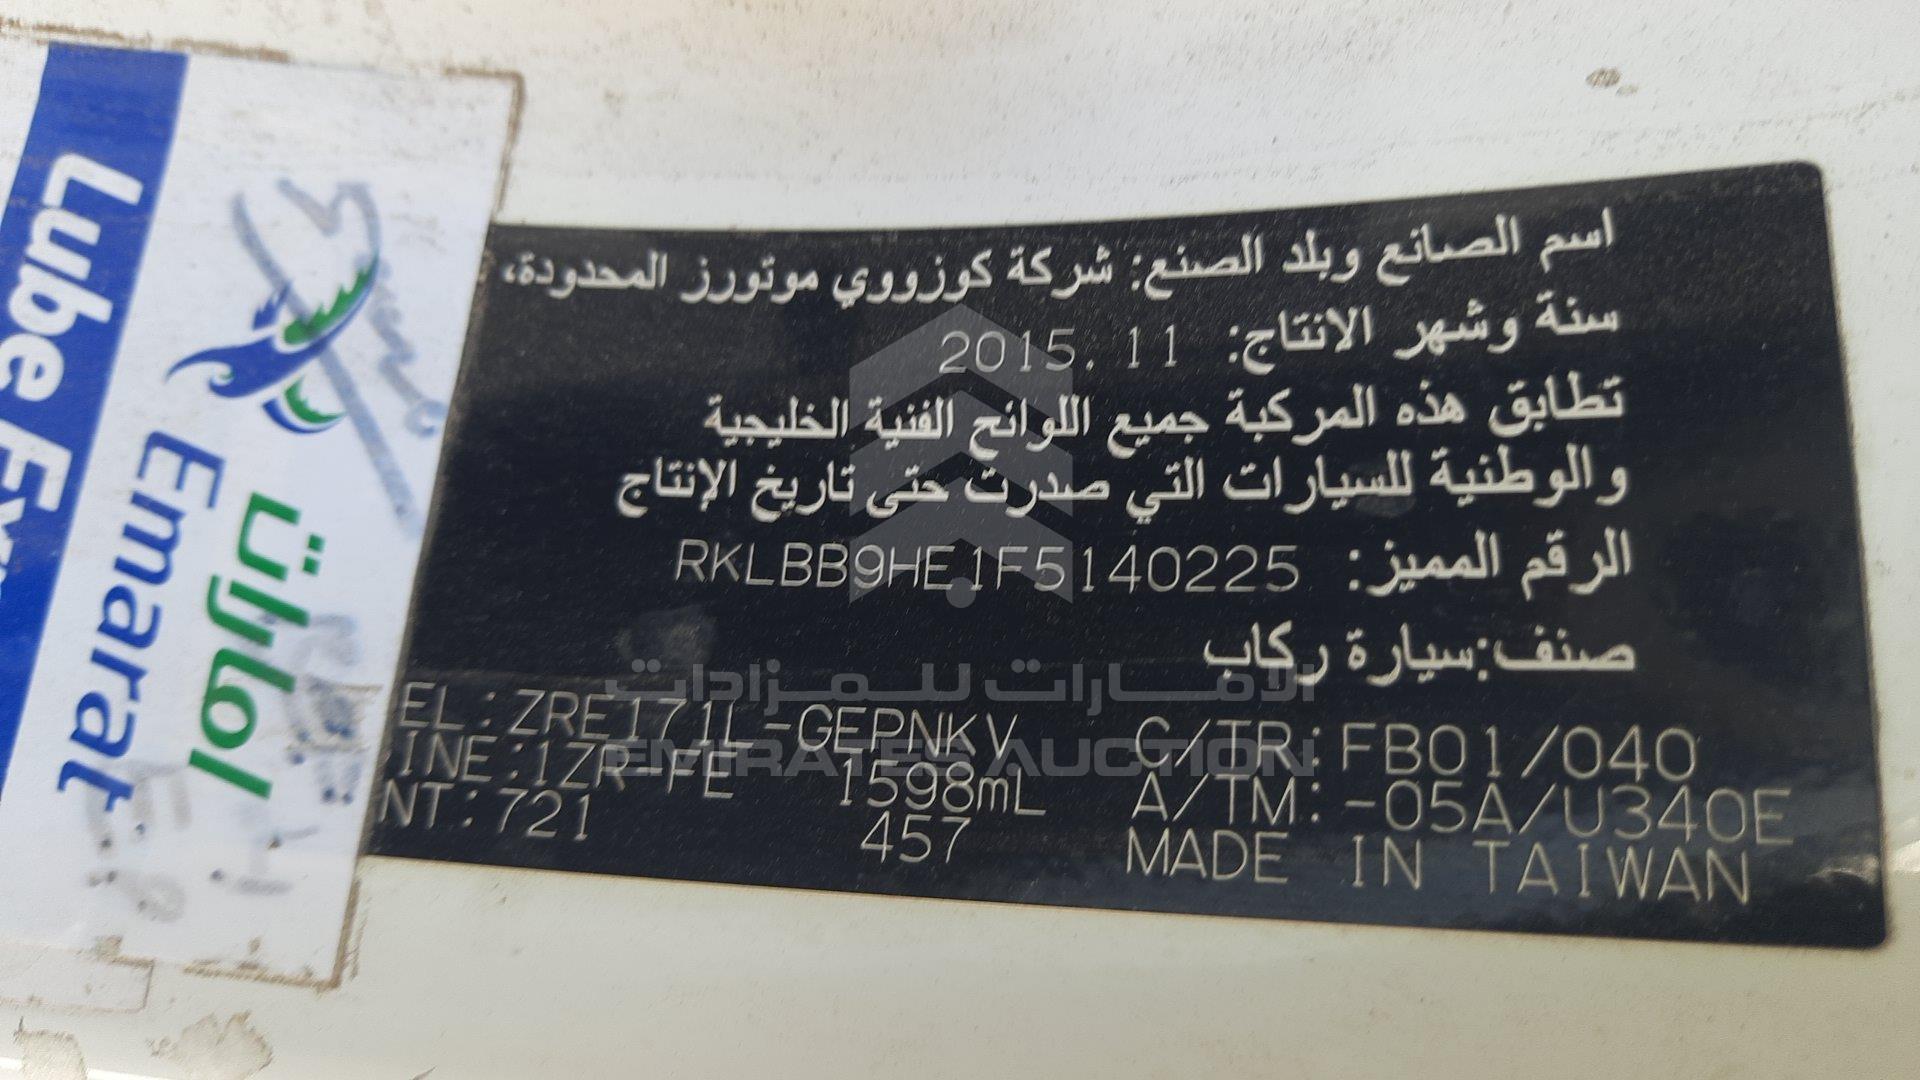 اسم الصانع وبلد الصنع: شركة كوزووي موتورز المحدودة،
سنة وشهر الانتاج: 2015.11
تطابق هذه المركبة جميع اللوائح الفنية الخليجية
والوطنية للسيارات التي صدرت حتى تاريخ الإنتاج
الرقم المميز: RKLBB9HE1F5140225
صنف:سيارة ركاب
EL:ZRE171L-GEPNKV C/TR:FB01/040
INE:1ZR-FE 1598mL A/TM:-05A/U340E
NT:721 457 MADE IN TAIWAN
الامارات للمزادات
EMIRATES AUCTION
Lube Ex
امارات
Emarat